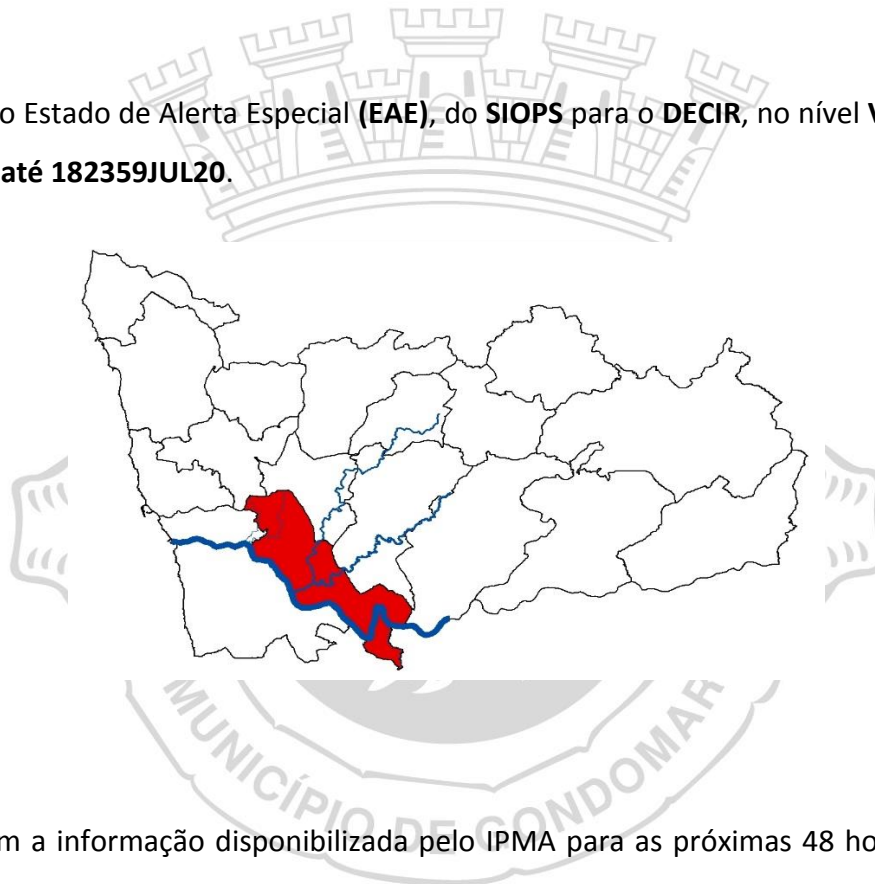 o Estado de Alerta Especial (EAE), do SIOPS para o DECIR, no nível
até 182359JUL20.
MUNICÍPIO DE GONDOMAR
m a informação disponibilizada pelo IPMA para as próximas 48 ho